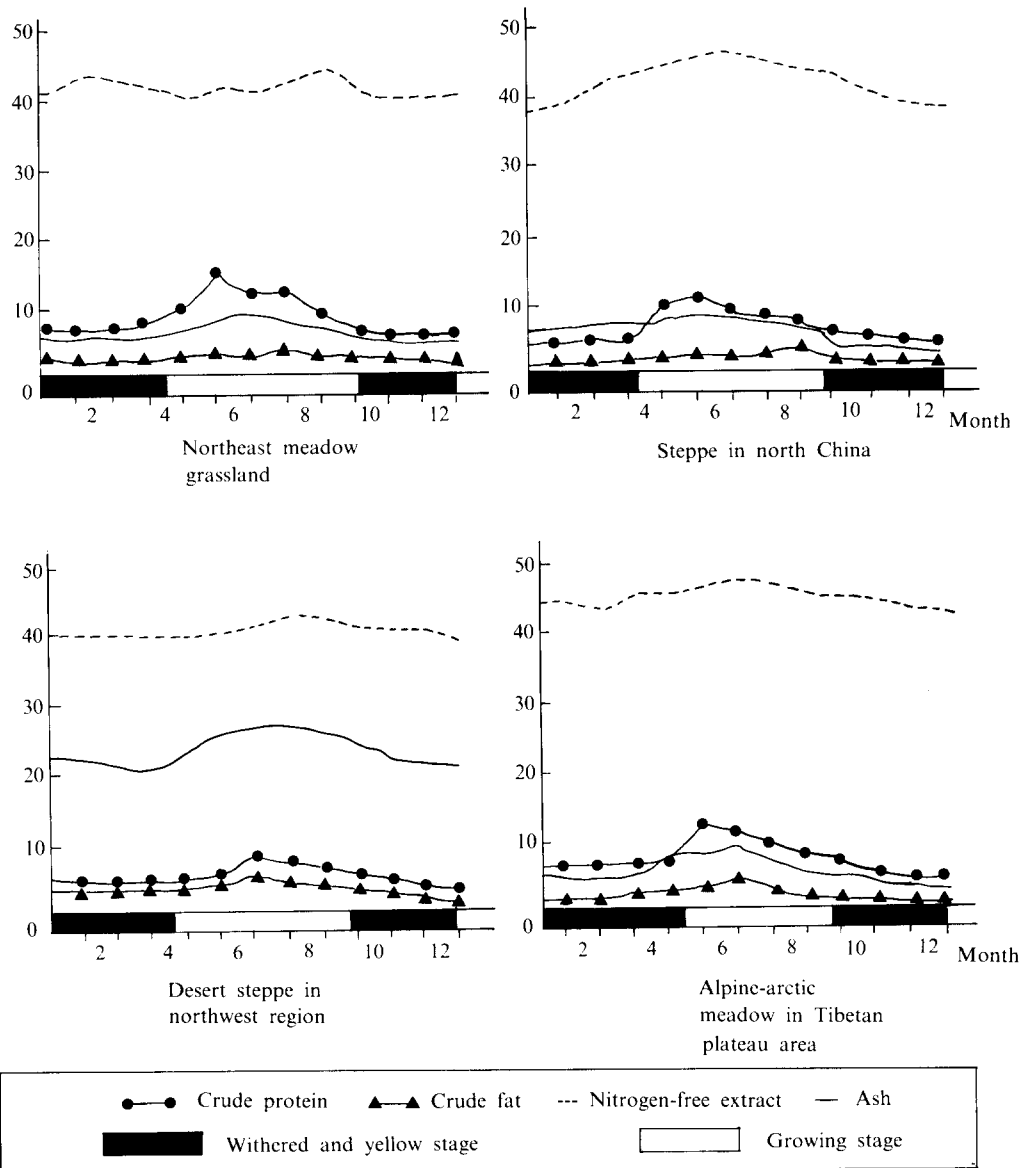 50
40
30
20
10
0
2 4 6 8 10 12
Northeast meadow
grassland
50
40
30
20
10
0
2 4 6 8 10 12 Month
Steppe in north China
50
40
30
20
10
0
2 4 6 8 10 12
Desert steppe in
northwest region
50
40
30
20
10
0
2 4 6 8 10 12 Month
Alpine-arctic
meadow in Tibetan
plateau area
Crude protein Crude fat Nitrogen-free extract Ash
Withered and yellow stage Growing stage